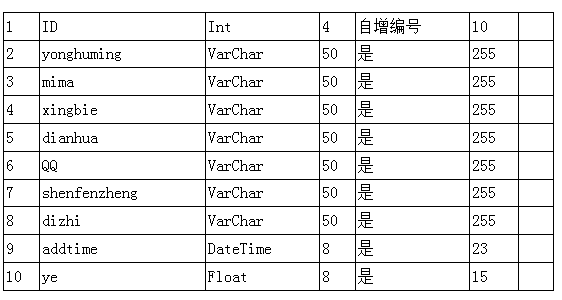 1 ID Int 4 自增编号 10
2 yonghuming VarChar 50 是 255
3 mima VarChar 50 是 255
4 xingbie VarChar 50 是 255
5 dianhua VarChar 50 是 255
6 QQ VarChar 50 是 255
7 shenfenzheng VarChar 50 是 255
8 dizhi VarChar 50 是 255
9 addtime DateTime 8 是 23
10 ye Float 8 是 15